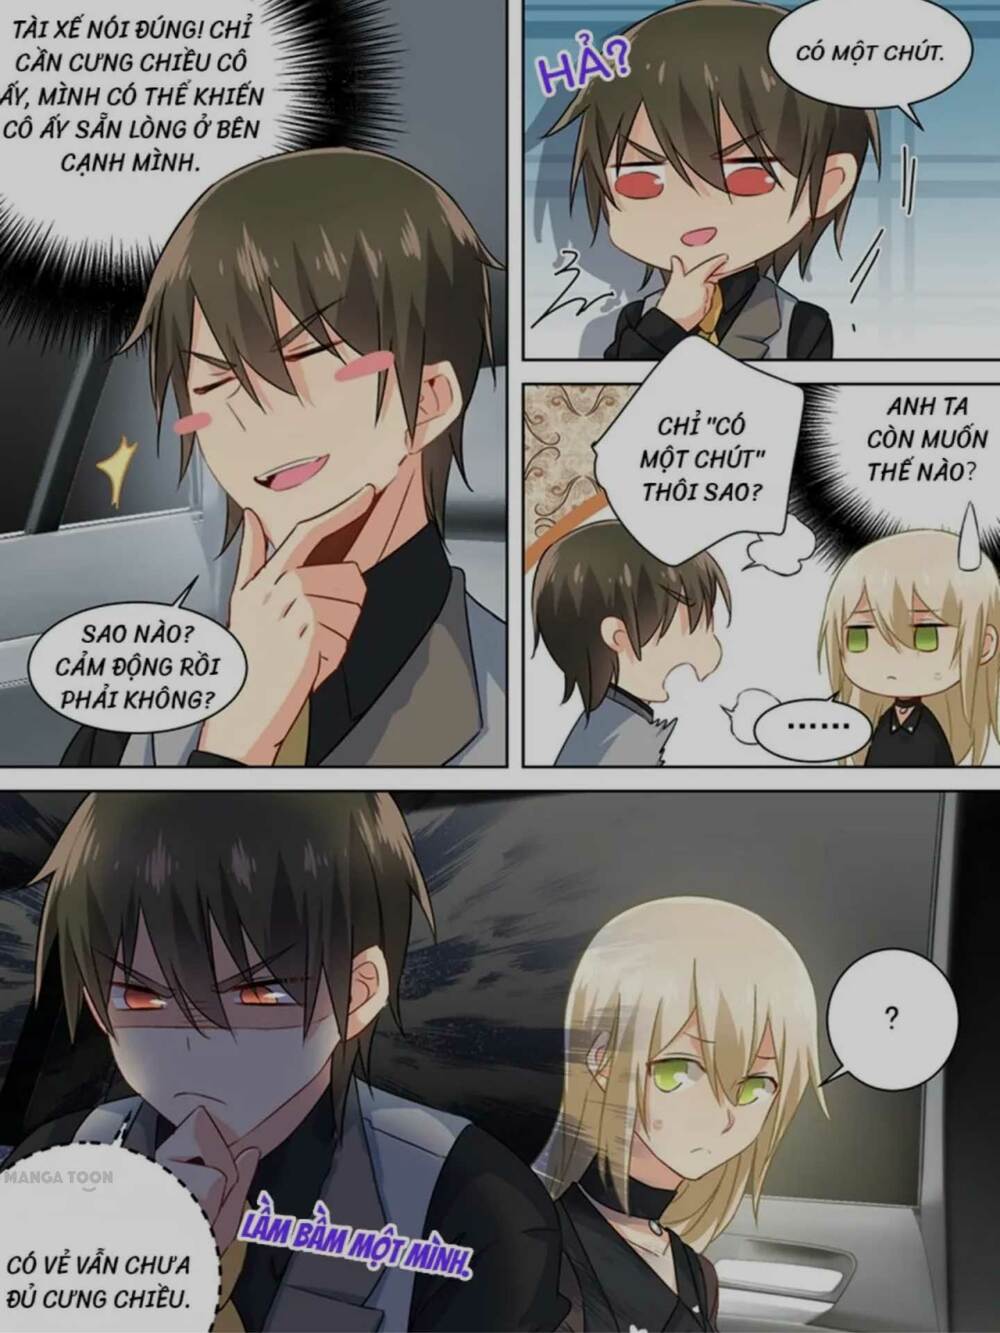 TÀI XẾ NÓI ĐÚNG! CHỈ
CẦN CƯNG CHIỀU CÔ
ẤY, MÌNH CÓ THỂ KHIẾN
CÔ ẤY SẴN LÒNG Ở BÊN
CẠNH MÌNH.
SAO NÀO?
CẢM ĐỘNG RỒI
PHẢI KHÔNG?
HẢ?
CÓ MỘT CHÚT.
CHỈ "CÓ
MỘT CHÚT"
THÔI SAO?
ANH TA
CÒN MUỐN
THẾ NÀO?
......
?
MANGA TOON
LẦM BẦM MỘT MÌNH.
CÓ VẺ VẪN CHƯA
ĐỦ CƯNG CHIỀU.